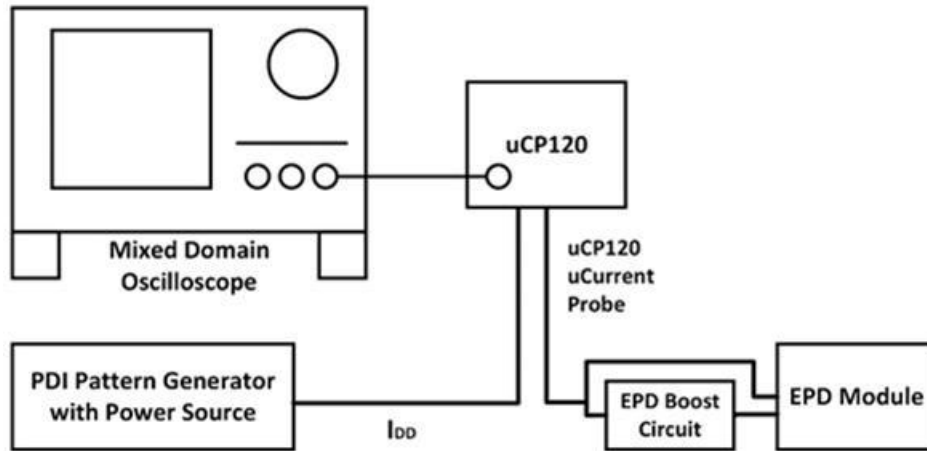 uCP120
Mixed Domain
Oscilloscope
uCP120
uCurrent
Probe
PDI Pattern Generator
with Power Source
IDD
EPD Boost
Circuit
EPD Module